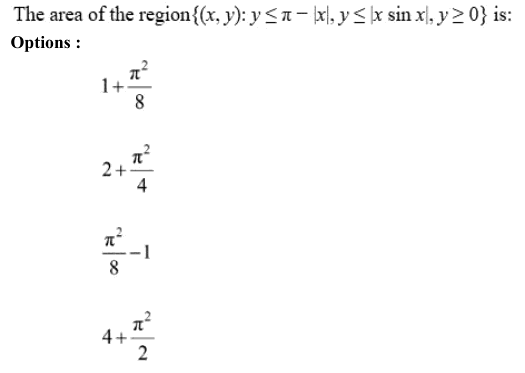 The area of the region{(x, y): y ≤ π − |x|, y ≤ |x sin x|, y ≥ 0} is:
Options :
1+π²/8
2+π²/4
π²/8−1
4+π²/2